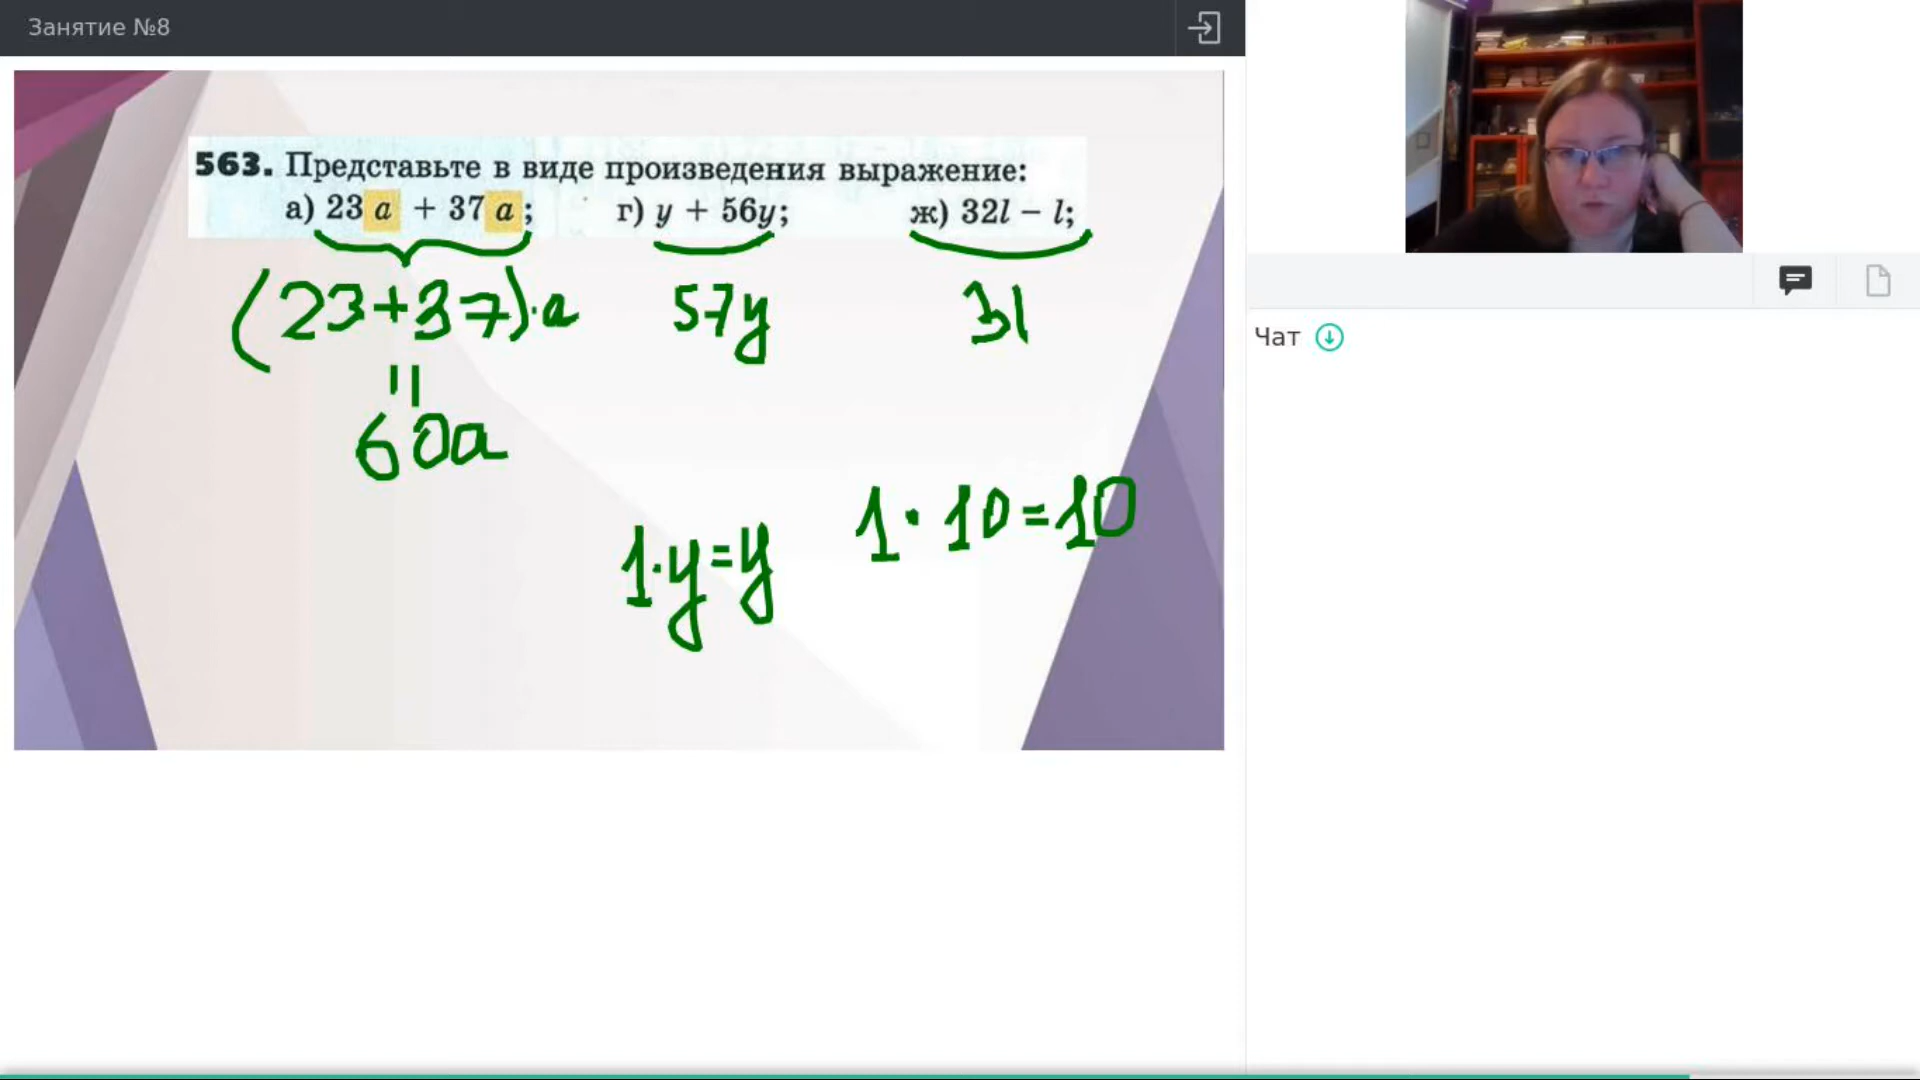 Занятие №8
563. Представьте в виде произведения выражение:
а) 23a + 37a; г) y + 56y; ж) 32l − l;
(23+37)·a 57y 31
=
60a
1·y=y 1·10=10
Чат